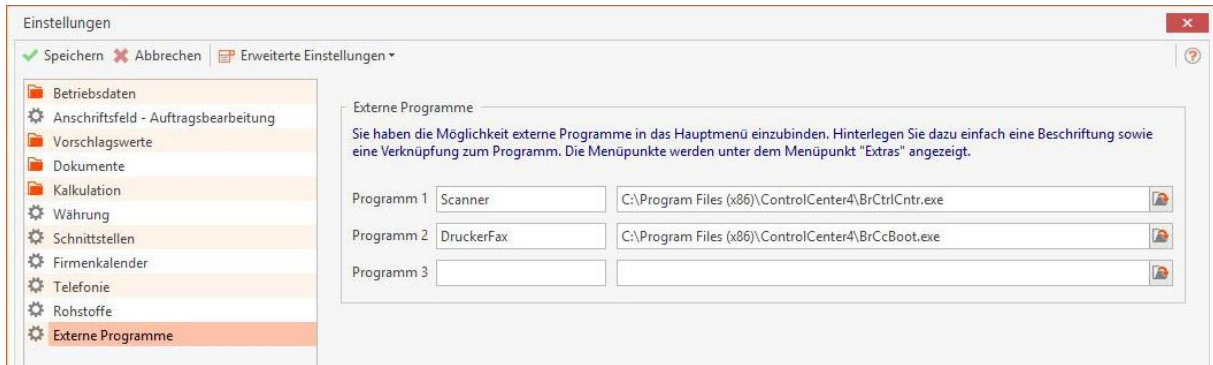 Einstellungen
Speichern Abbrechen Erweiterte Einstellungen
Betriebsdaten
Anschriftsfeld - Auftragsbearbeitung
Vorschlagswerte
Dokumente
Kalkulation
Währung
Schnittstellen
Firmenkalender
Telefonie
Rohstoffe
Externe Programme
Externe Programme
Sie haben die Möglichkeit externe Programme in das Hauptmenü einzubinden. Hinterlegen Sie dazu einfach eine Beschriftung sowie
eine Verknüpfung zum Programm. Die Menüpunkte werden unter dem Menüpunkt "Extras" angezeigt.
Programm 1 Scanner C:\Program Files (x86)\ControlCenter4\BrCtrlCntr.exe
Programm 2 DruckerFax C:\Program Files (x86)\ControlCenter4\BrCcBoot.exe
Programm 3